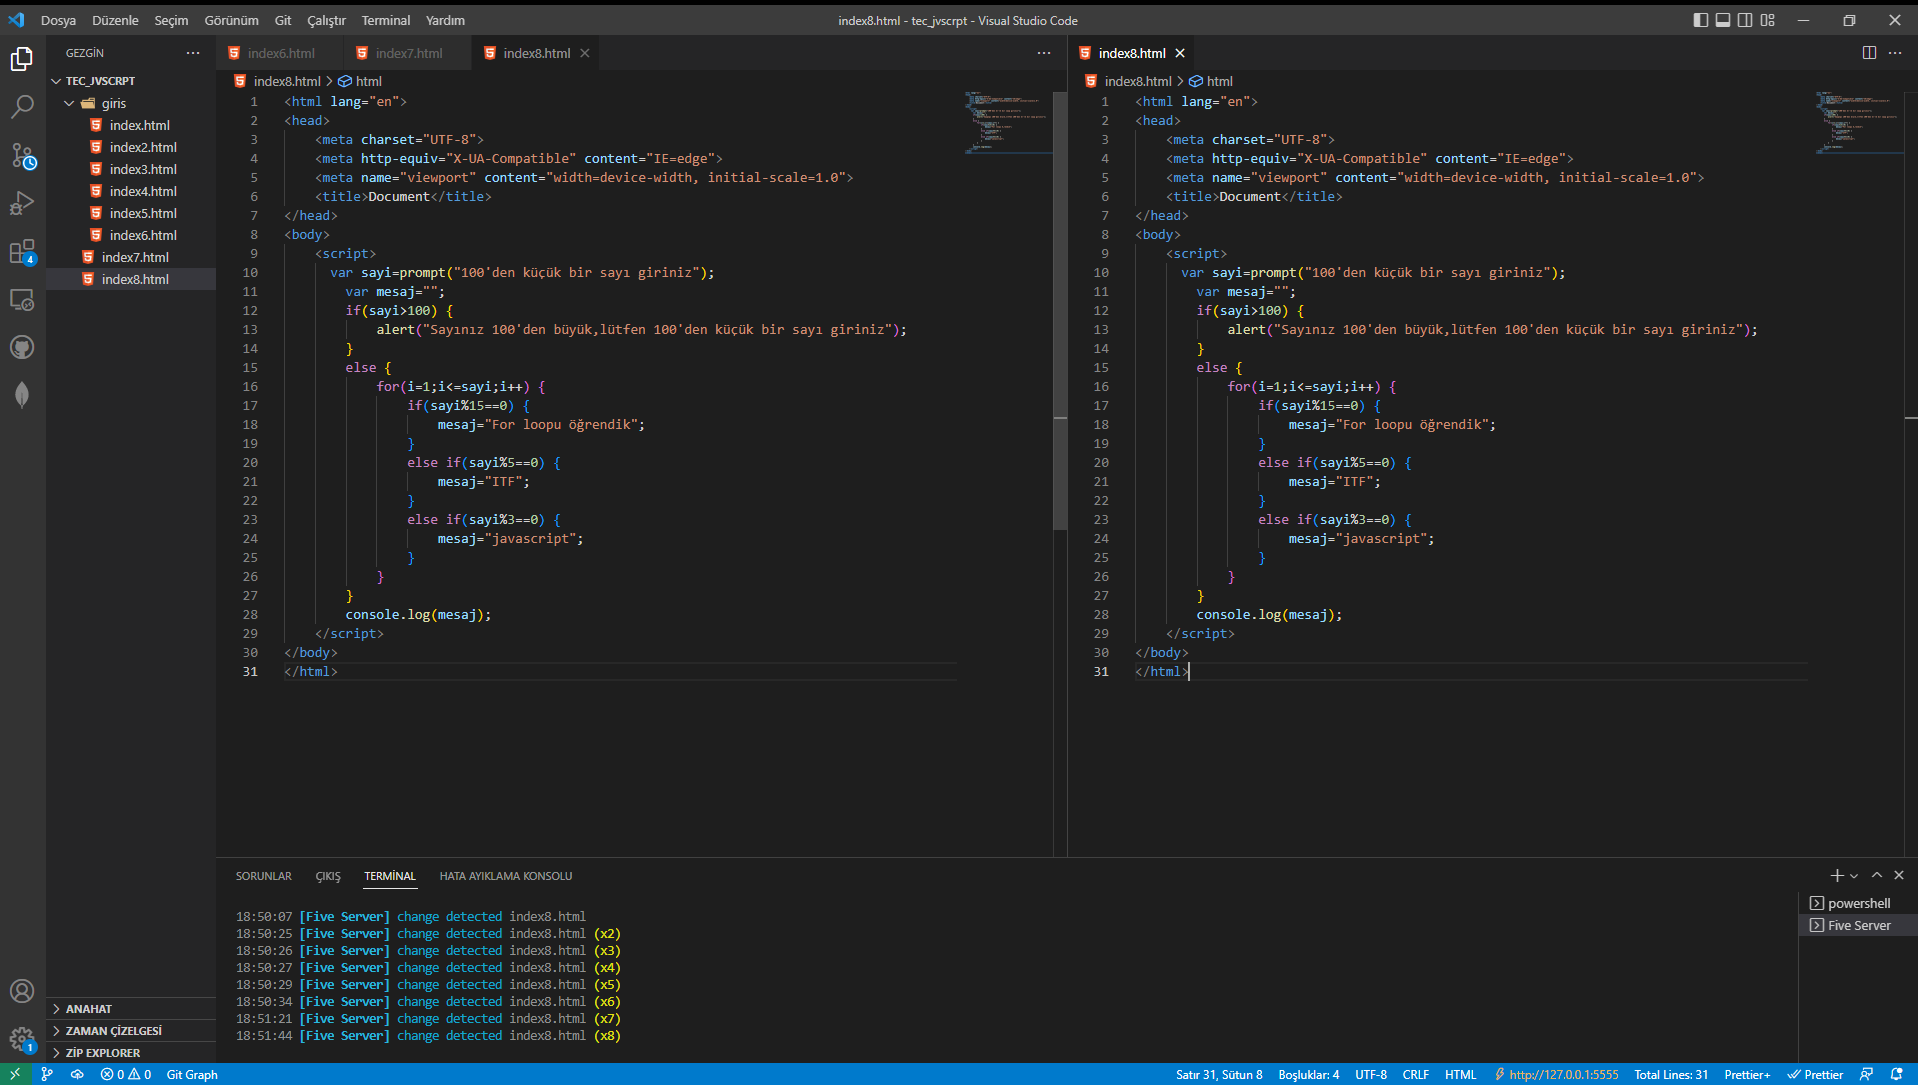 Dosya Düzenle Seçim Görünüm Git Çalıştır Terminal Yardım
index8.html - tec_jvscrpt - Visual Studio Code
GEZGİN
TEC_JVSCRPT
giris
index.html
index2.html
index3.html
index4.html
index5.html
index6.html
index7.html
index8.html
ANAHAT
ZAMAN ÇİZELGESİ
ZİP EXPLORER
4
1
index6.html index7.html index8.html
index8.html > html
1 <html lang="en">
2 <head>
3 <meta charset="UTF-8">
4 <meta http-equiv="X-UA-Compatible" content="IE=edge">
5 <meta name="viewport" content="width=device-width, initial-scale=1.0">
6 <title>Document</title>
7 </head>
8 <body>
9 <script>
10 var sayi=prompt("100'den küçük bir sayı giriniz");
11 var mesaj="";
12 if(sayi>100) {
13 alert("Sayınız 100'den büyük,lütfen 100'den küçük bir sayı giriniz");
14 }
15 else {
16 for(i=1;i<=sayi;i++) {
17 if(sayi%15==0) {
18 mesaj="For loopu öğrendik";
19 }
20 else if(sayi%5==0) {
21 mesaj="ITF";
22 }
23 else if(sayi%3==0) {
24 mesaj="javascript";
25 }
26 }
27 }
28 console.log(mesaj);
29 </script>
30 </body>
31 </html>
index8.html
index8.html > html
1 <html lang="en">
2 <head>
3 <meta charset="UTF-8">
4 <meta http-equiv="X-UA-Compatible" content="IE=edge">
5 <meta name="viewport" content="width=device-width, initial-scale=1.0">
6 <title>Document</title>
7 </head>
8 <body>
9 <script>
10 var sayi=prompt("100'den küçük bir sayı giriniz");
11 var mesaj="";
12 if(sayi>100) {
13 alert("Sayınız 100'den büyük,lütfen 100'den küçük bir sayı giriniz");
14 }
15 else {
16 for(i=1;i<=sayi;i++) {
17 if(sayi%15==0) {
18 mesaj="For loopu öğrendik";
19 }
20 else if(sayi%5==0) {
21 mesaj="ITF";
22 }
23 else if(sayi%3==0) {
24 mesaj="javascript";
25 }
26 }
27 }
28 console.log(mesaj);
29 </script>
30 </body>
31 </html>
SORUNLAR ÇIKIŞ TERMİNAL HATA AYIKLAMA KONSOLU
18:50:07 [Five Server] change detected index8.html
18:50:25 [Five Server] change detected index8.html (x2)
18:50:26 [Five Server] change detected index8.html (x3)
18:50:27 [Five Server] change detected index8.html (x4)
18:50:29 [Five Server] change detected index8.html (x5)
18:50:34 [Five Server] change detected index8.html (x6)
18:51:21 [Five Server] change detected index8.html (x7)
18:51:44 [Five Server] change detected index8.html (x8)
powershell
Five Server
0 0 Git Graph
Satır 31, Sütun 8 Boşluklar: 4 UTF-8 CRLF HTML http://127.0.0.1:5555 Total Lines: 31 Prettier+ Prettier